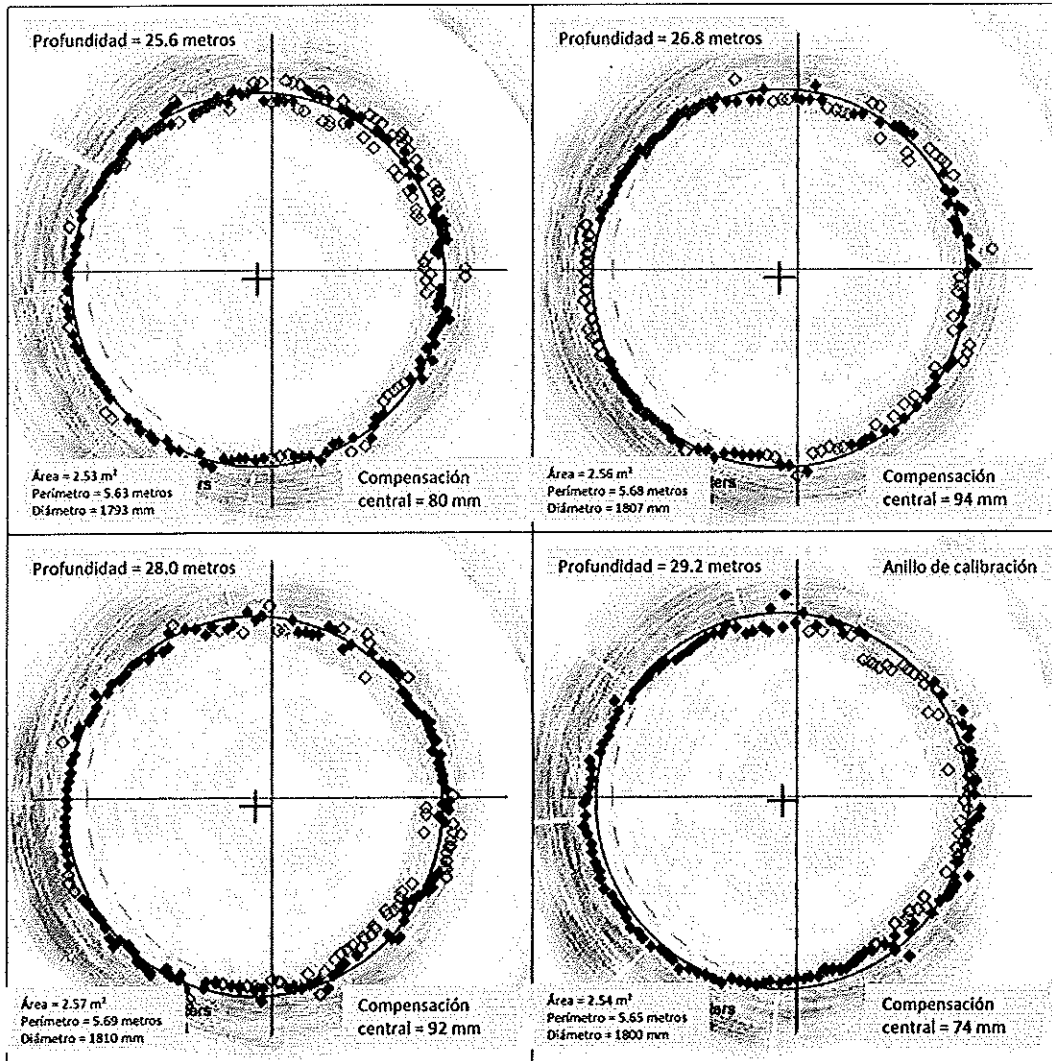 Profundidad = 25.6 metros
Área = 2.53 m²
Perímetro = 5.63 metros
Diámetro = 1793 mm
rs
Compensación
central = 80 mm
Profundidad = 26.8 metros
Área = 2.56 m²
Perímetro = 5.68 metros
Diámetro = 1807 mm
ters
Compensación
central = 94 mm
Profundidad = 28.0 metros
Área = 2.57 m²
Perímetro = 5.69 metros
Diámetro = 1810 mm
ters
Compensación
central = 92 mm
Profundidad = 29.2 metros
Anillo de calibración
Área = 2.54 m²
Perímetro = 5.65 metros
Diámetro = 1800 mm
ters
Compensación
central = 74 mm